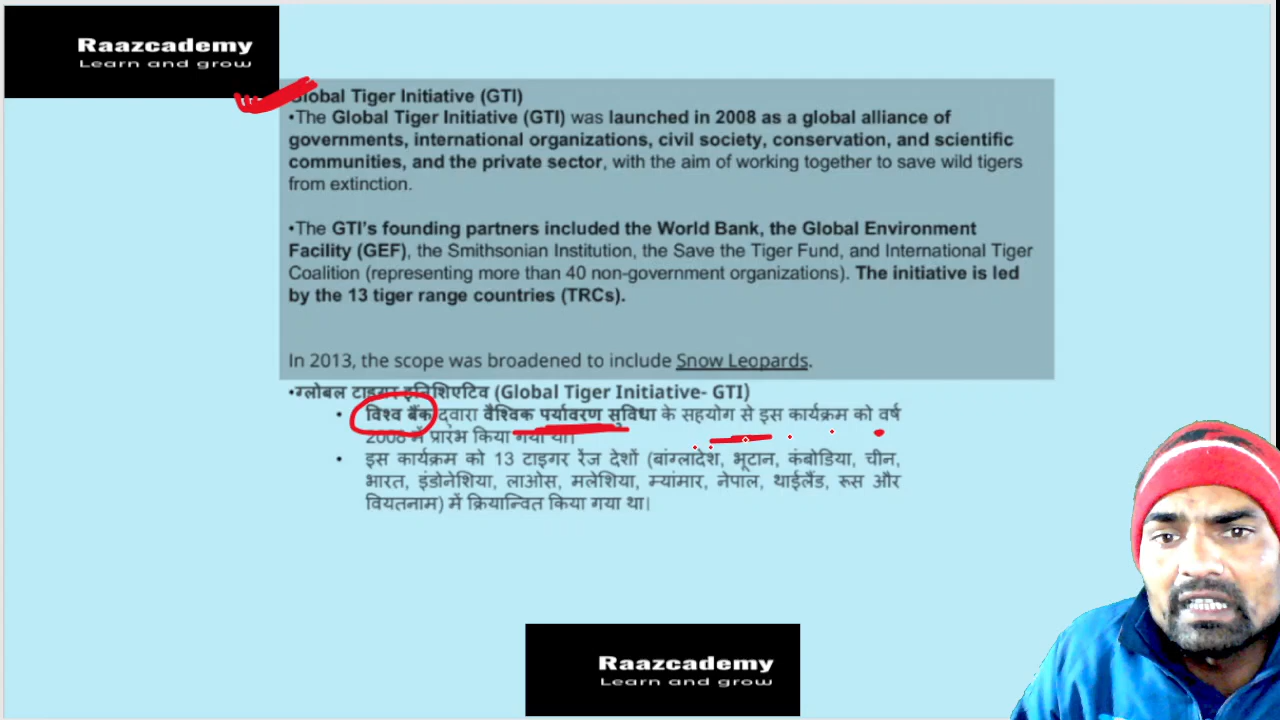 Raazcademy
Learn and grow
Global Tiger Initiative (GTI)
•The Global Tiger Initiative (GTI) was launched in 2008 as a global alliance of
governments, international organizations, civil society, conservation, and scientific
communities, and the private sector, with the aim of working together to save wild tigers
from extinction.
•The GTI's founding partners included the World Bank, the Global Environment
Facility (GEF), the Smithsonian Institution, the Save the Tiger Fund, and International Tiger
Coalition (representing more than 40 non-government organizations). The initiative is led
by the 13 tiger range countries (TRCs).
In 2013, the scope was broadened to include Snow Leopards.
•ग्लोबल टाइगर इनिशिएटिव (Global Tiger Initiative- GTI)
• विश्व बैंक द्वारा वैश्विक पर्यावरण सुविधा के सहयोग से इस कार्यक्रम को वर्ष
2008 में प्रारंभ किया गया था।
• इस कार्यक्रम को 13 टाइगर रेंज देशों (बांग्लादेश, भूटान, कंबोडिया, चीन,
भारत, इंडोनेशिया, लाओस, मलेशिया, म्यांमार, नेपाल, थाईलैंड, रूस और
वियतनाम) में क्रियान्वित किया गया था।
Raazcademy
Learn and grow